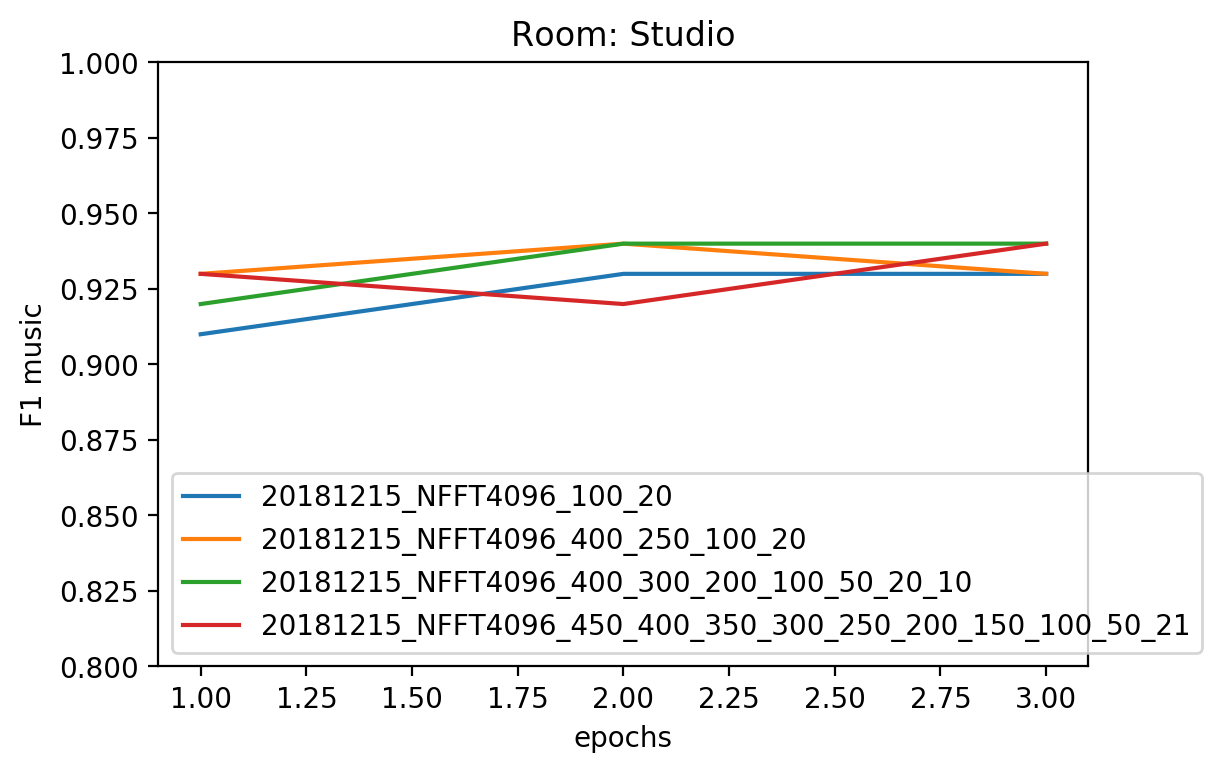 Room: Studio
1.000
0.975
0.950
0.925
0.900
0.875
0.850
0.825
0.800
F1 music
20181215_NFFT4096_100_20
20181215_NFFT4096_400_250_100_20
20181215_NFFT4096_400_300_200_100_50_20_10
20181215_NFFT4096_450_400_350_300_250_200_150_100_50_21
1.00 1.25 1.50 1.75 2.00 2.25 2.50 2.75 3.00
epochs